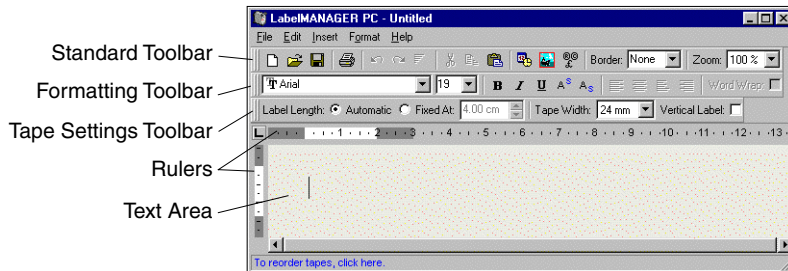 LabelMANAGER PC - Untitled
File Edit Insert Format Help
Standard Toolbar
Border: None Zoom: 100 %
Formatting Toolbar
Arial 19 B I U A S A S Word Wrap:
Tape Settings Toolbar
Label Length: Automatic Fixed At: 4.00 cm Tape Width: 24 mm Vertical Label:
Rulers
L 1 1 2 3 4 5 6 7 8 9 10 11 12 13
Text Area
To reorder tapes, click here.